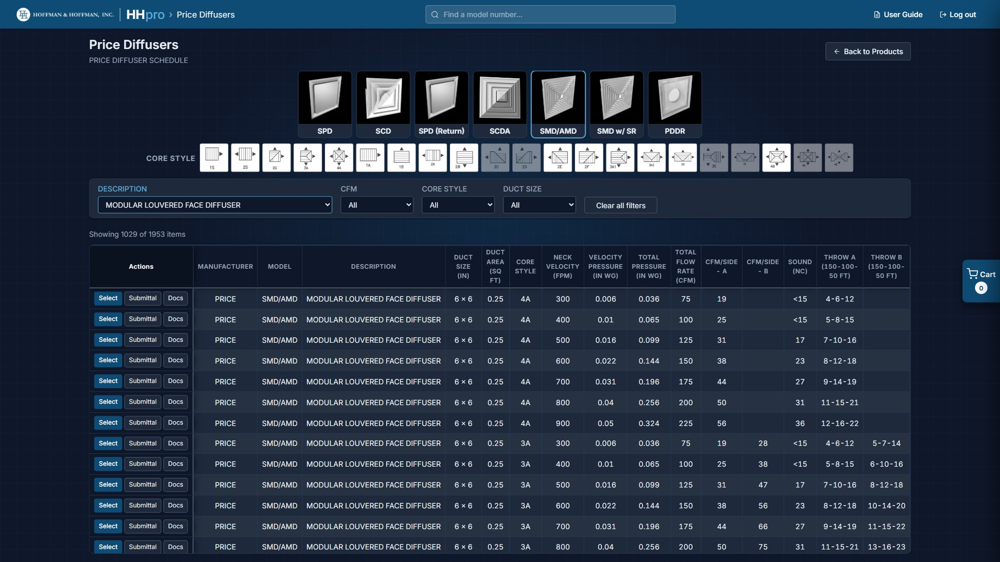 HOFFMAN & HOFFMAN, INC. HHpro › Price Diffusers Find a model number... User Guide Log out
Price Diffusers
PRICE DIFFUSER SCHEDULE
← Back to Products
SPD SCD SPD (Return) SCDA SMD/AMD SMD w/ SR PDDR
CORE STYLE 1S 2S 2G 3A 4A 1A 1B 2A 2B 2C 2D 2E 2F 3A1 3A2 3B 3C 3E 4B 4C 4E
DESCRIPTION CFM CORE STYLE DUCT SIZE
MODULAR LOUVERED FACE DIFFUSER All All All Clear all filters
Showing 1029 of 1953 items
Actions MANUFACTURER MODEL DESCRIPTION DUCT SIZE (IN) DUCT AREA (SQ FT) CORE STYLE NECK VELOCITY (FPM) VELOCITY PRESSURE (IN WG) TOTAL PRESSURE (IN WG) TOTAL FLOW RATE (CFM) CFM/SIDE - A CFM/SIDE - B SOUND (NC) THROW A (150-100-50 FT) THROW B (150-100-50 FT)
Select Submittal Docs PRICE SMD/AMD MODULAR LOUVERED FACE DIFFUSER 6 × 6 0.25 4A 300 0.006 0.036 75 19 <15 4-6-12
Select Submittal Docs PRICE SMD/AMD MODULAR LOUVERED FACE DIFFUSER 6 × 6 0.25 4A 400 0.01 0.065 100 25 <15 5-8-15
Select Submittal Docs PRICE SMD/AMD MODULAR LOUVERED FACE DIFFUSER 6 × 6 0.25 4A 500 0.016 0.099 125 31 17 7-10-16
Select Submittal Docs PRICE SMD/AMD MODULAR LOUVERED FACE DIFFUSER 6 × 6 0.25 4A 600 0.022 0.144 150 38 23 8-12-18
Select Submittal Docs PRICE SMD/AMD MODULAR LOUVERED FACE DIFFUSER 6 × 6 0.25 4A 700 0.031 0.196 175 44 27 9-14-19
Select Submittal Docs PRICE SMD/AMD MODULAR LOUVERED FACE DIFFUSER 6 × 6 0.25 4A 800 0.04 0.256 200 50 31 11-15-21
Select Submittal Docs PRICE SMD/AMD MODULAR LOUVERED FACE DIFFUSER 6 × 6 0.25 4A 900 0.05 0.324 225 56 36 12-16-22
Select Submittal Docs PRICE SMD/AMD MODULAR LOUVERED FACE DIFFUSER 6 × 6 0.25 3A 300 0.006 0.036 75 19 28 <15 4-6-12 5-7-14
Select Submittal Docs PRICE SMD/AMD MODULAR LOUVERED FACE DIFFUSER 6 × 6 0.25 3A 400 0.01 0.065 100 25 38 <15 5-8-15 6-10-16
Select Submittal Docs PRICE SMD/AMD MODULAR LOUVERED FACE DIFFUSER 6 × 6 0.25 3A 500 0.016 0.099 125 31 47 17 7-10-16 8-12-18
Select Submittal Docs PRICE SMD/AMD MODULAR LOUVERED FACE DIFFUSER 6 × 6 0.25 3A 600 0.022 0.144 150 38 56 23 8-12-18 10-14-20
Select Submittal Docs PRICE SMD/AMD MODULAR LOUVERED FACE DIFFUSER 6 × 6 0.25 3A 700 0.031 0.196 175 44 66 27 9-14-19 11-15-22
Select Submittal Docs PRICE SMD/AMD MODULAR LOUVERED FACE DIFFUSER 6 × 6 0.25 3A 800 0.04 0.256 200 50 75 31 11-15-21 13-16-23
Cart
0